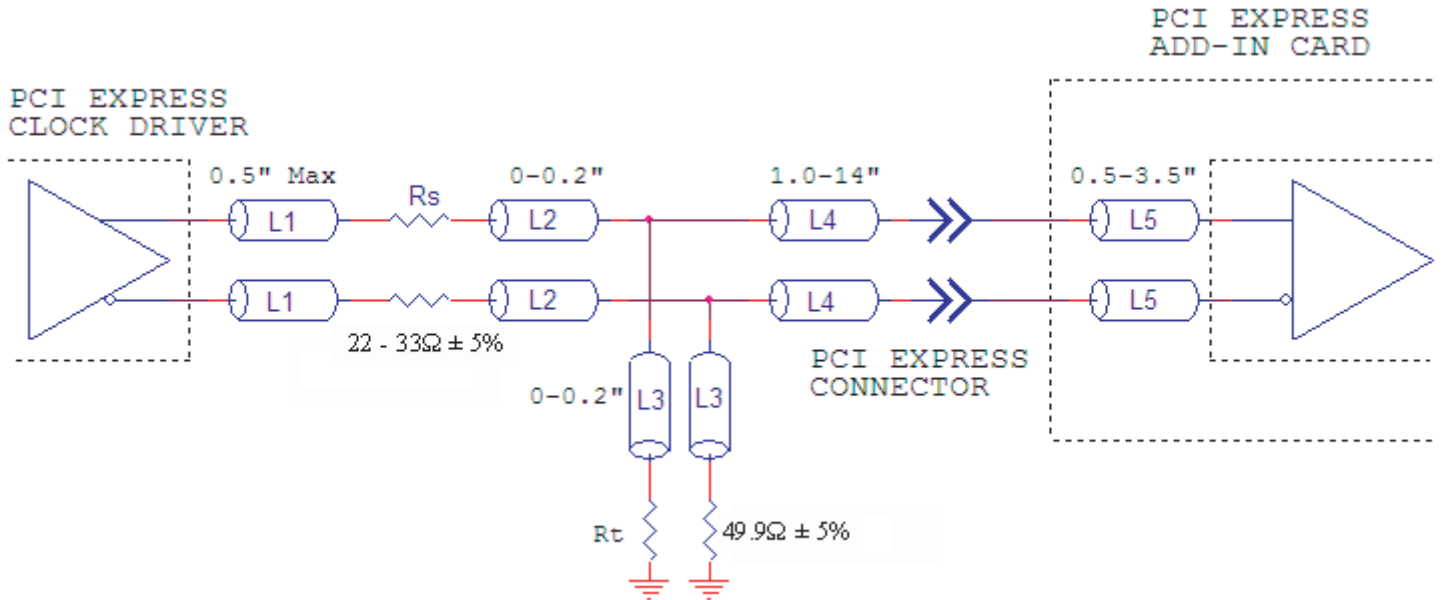 PCI EXPRESS
ADD-IN CARD
PCI EXPRESS
CLOCK DRIVER
0.5" Max
Rs
0-0.2"
1.0-14"
0.5-3.5"
L1
L2
L4
L5
L1
L2
L4
L5
22 - 33Ω ± 5%
PCI EXPRESS
CONNECTOR
0-0.2"
L3
L3
Rt
49.9Ω ± 5%